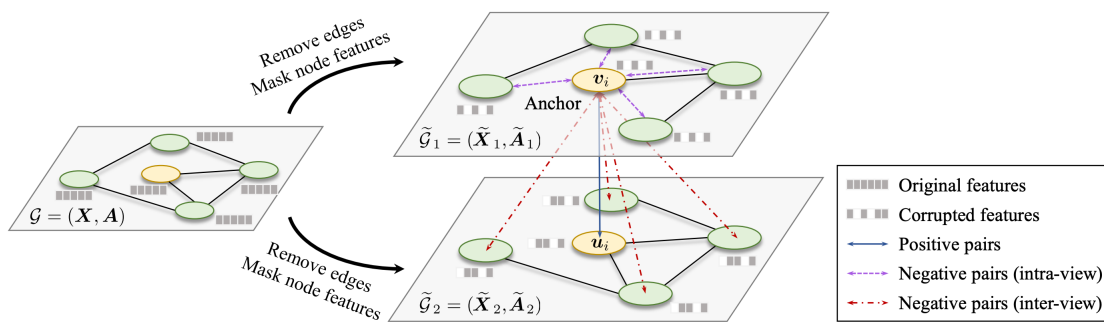 Remove edges
Mask node features
v_i
Anchor
G̃_1 = (X̃_1, Ã_1)
G = (X, A)
Remove edges
Mask node features
u_i
G̃_2 = (X̃_2, Ã_2)
Original features
Corrupted features
Positive pairs
Negative pairs (intra-view)
Negative pairs (inter-view)